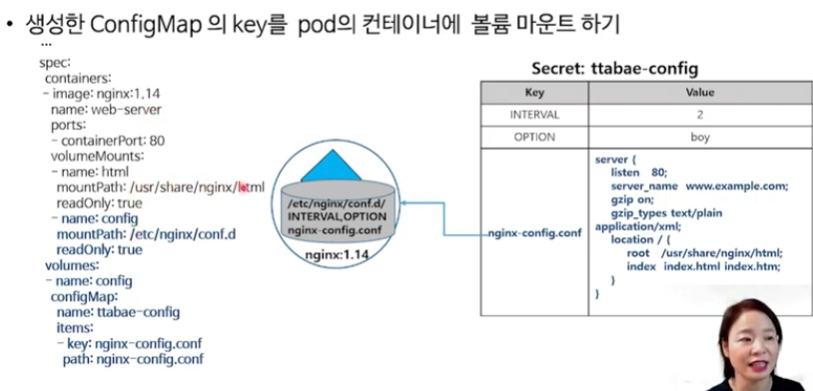 • 생성한 ConfigMap 의 key를 pod의 컨테이너에 볼륨 마운트 하기
...
spec:
containers:
- image: nginx:1.14
name: web-server
ports:
- containerPort: 80
volumeMounts:
- name: html
mountPath: /usr/share/nginx/html
readOnly: true
- name: config
mountPath: /etc/nginx/conf.d
readOnly: true
volumes:
- name: config
configMap:
name: ttabae-config
items:
- key: nginx-config.conf
path: nginx-config.conf
/etc/nginx/conf.d/
INTERVAL,OPTION
nginx-config.conf
nginx:1.14
Secret: ttabae-config
Key Value
INTERVAL 2
OPTION boy
nginx-config.conf
server {
listen 80;
server_name www.example.com;
gzip on;
gzip_types text/plain
application/xml;
location / {
root /usr/share/nginx/html;
index index.html index.htm;
}
}